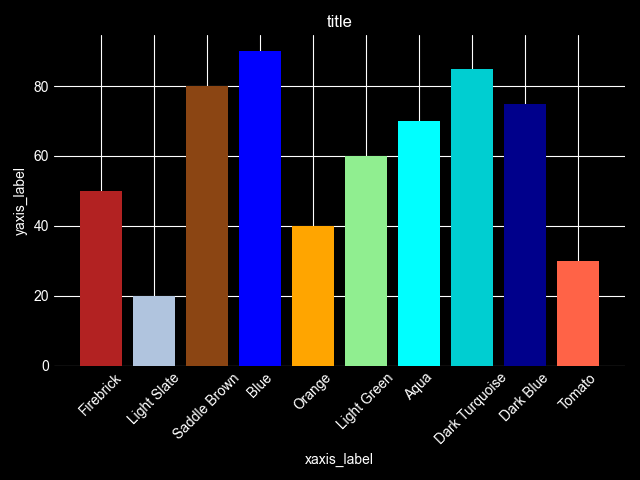 title
yaxis_label
80
60
40
20
0
Firebrick
Light Slate
Saddle Brown
Blue
Orange
Light Green
Aqua
Dark Turquoise
Dark Blue
Tomato
xaxis_label